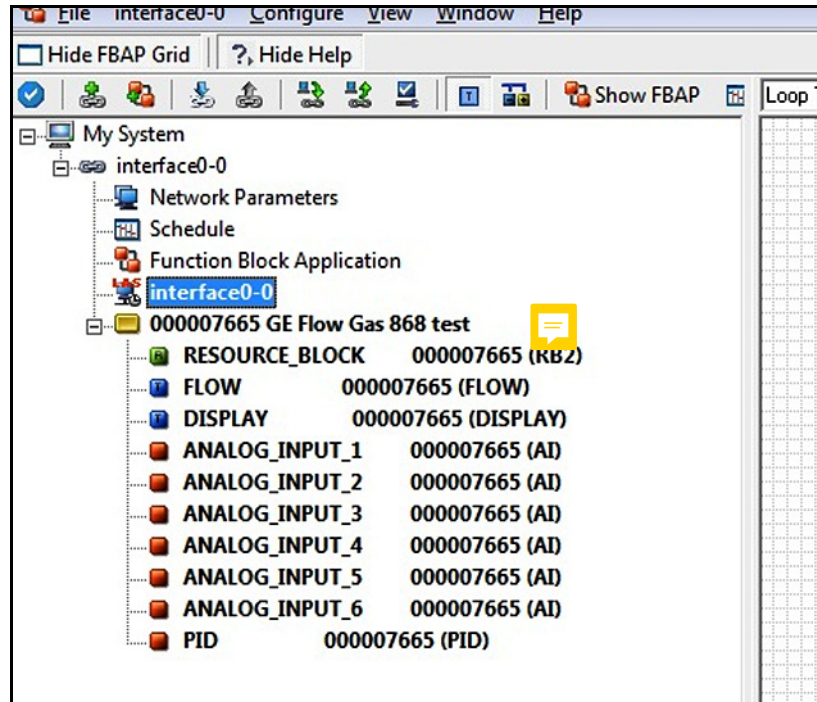 File interface0-0 Configure View Window Help
Hide FBAP Grid ?, Hide Help
T Show FBAP Loop
My System
interface0-0
Network Parameters
Schedule
Function Block Application
LAS
interface0-0
000007665 GE Flow Gas 868 test
R RESOURCE_BLOCK 000007665 (RB2)
T FLOW 000007665 (FLOW)
T DISPLAY 000007665 (DISPLAY)
ANALOG_INPUT_1 000007665 (AI)
ANALOG_INPUT_2 000007665 (AI)
ANALOG_INPUT_3 000007665 (AI)
ANALOG_INPUT_4 000007665 (AI)
ANALOG_INPUT_5 000007665 (AI)
ANALOG_INPUT_6 000007665 (AI)
PID 000007665 (PID)